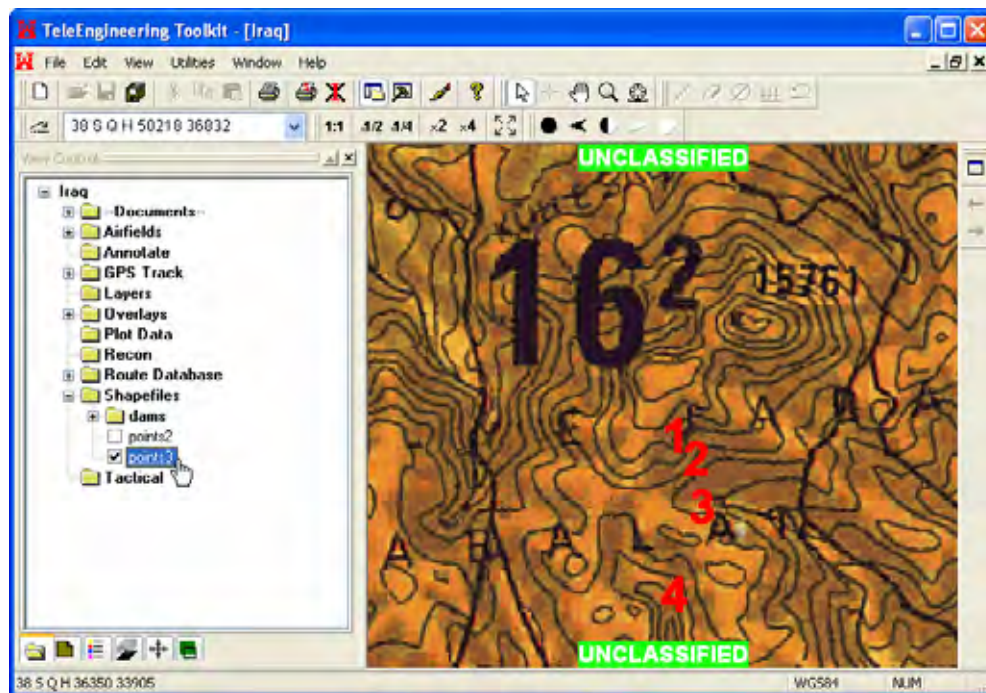 TeleEngineering Toolkit - [Iraq]
File Edit View Utilities Window Help
38 S Q H 50218 36832 1:1 1/2 1/4 ×2 ×4
View Control
Iraq
--Documents--
Airfields
Annotate
GPS Track
Layers
Overlays
Plot Data
Recon
Route Database
Shapefiles
dams
points2
points3
Tactical
UNCLASSIFIED
16²
15761
1
2
3
4
UNCLASSIFIED
38 S Q H 36350 33905 WGS84 NUM